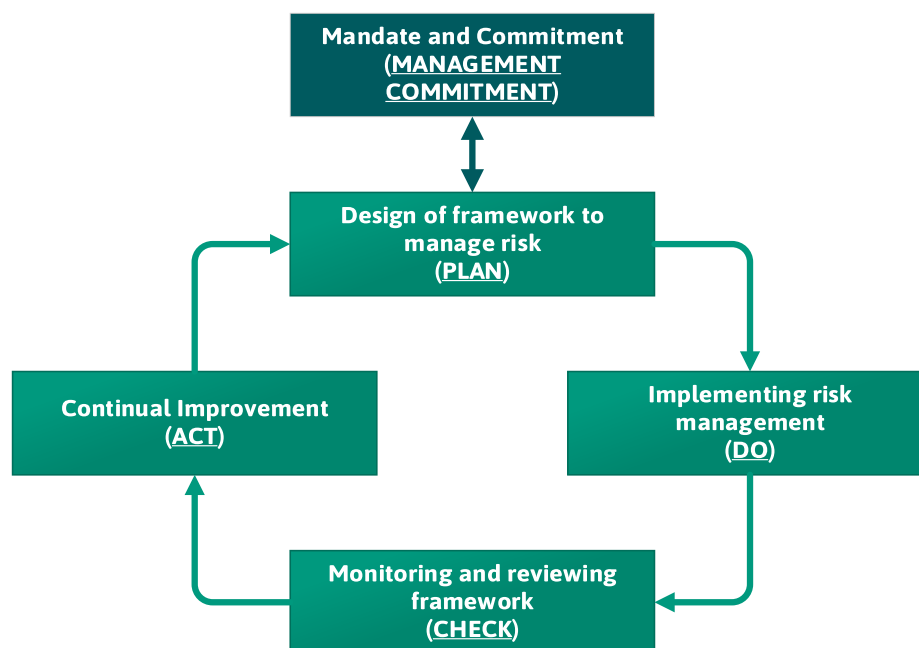 Mandate and Commitment
(MANAGEMENT
COMMITMENT)
Design of framework to
manage risk
(PLAN)
Continual Improvement
(ACT)
Implementing risk
management
(DO)
Monitoring and reviewing
framework
(CHECK)